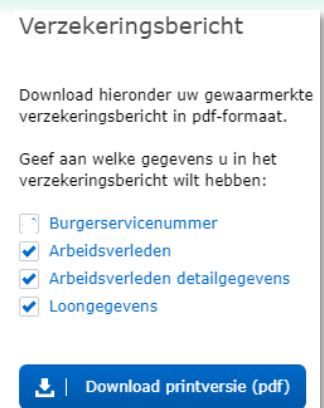 Verzekeringsbericht
Download hieronder uw gewaarmerkte
verzekeringsbericht in pdf-formaat.
Geef aan welke gegevens u in het
verzekeringsbericht wilt hebben:
Burgerservicenummer
Arbeidsverleden
Arbeidsverleden detailgegevens
Loongegevens
Download printversie (pdf)